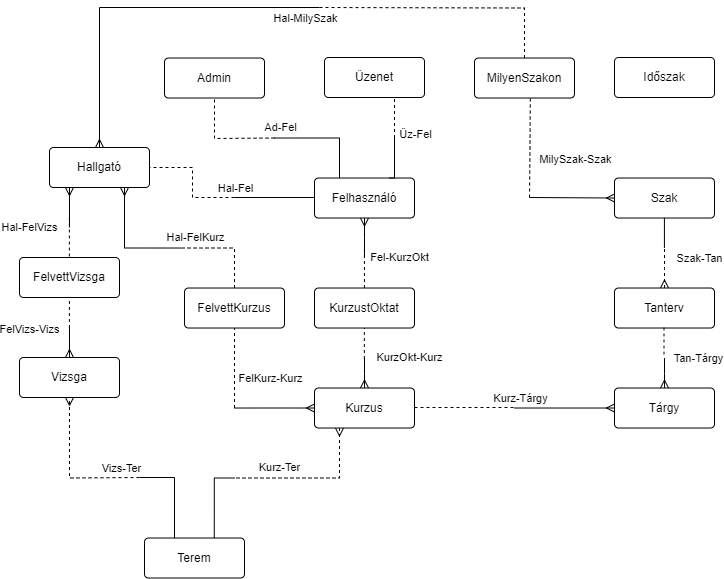 Hal-MilySzak
Admin
Üzenet
MilyenSzakon
Időszak
Ad-Fel
Üz-Fel
Hallgató
MilySzak-Szak
Hal-Fel
Felhasználó
Szak
Hal-FelVizs
Hal-FelKurz
Fel-KurzOkt
Szak-Tan
FelvettVizsga
FelvettKurzus
KurzustOktat
Tanterv
FelVizs-Vizs
KurzOkt-Kurz
Tan-Tárgy
Vizsga
FelKurz-Kurz
Kurzus
Kurz-Tárgy
Tárgy
Vizs-Ter
Kurz-Ter
Terem